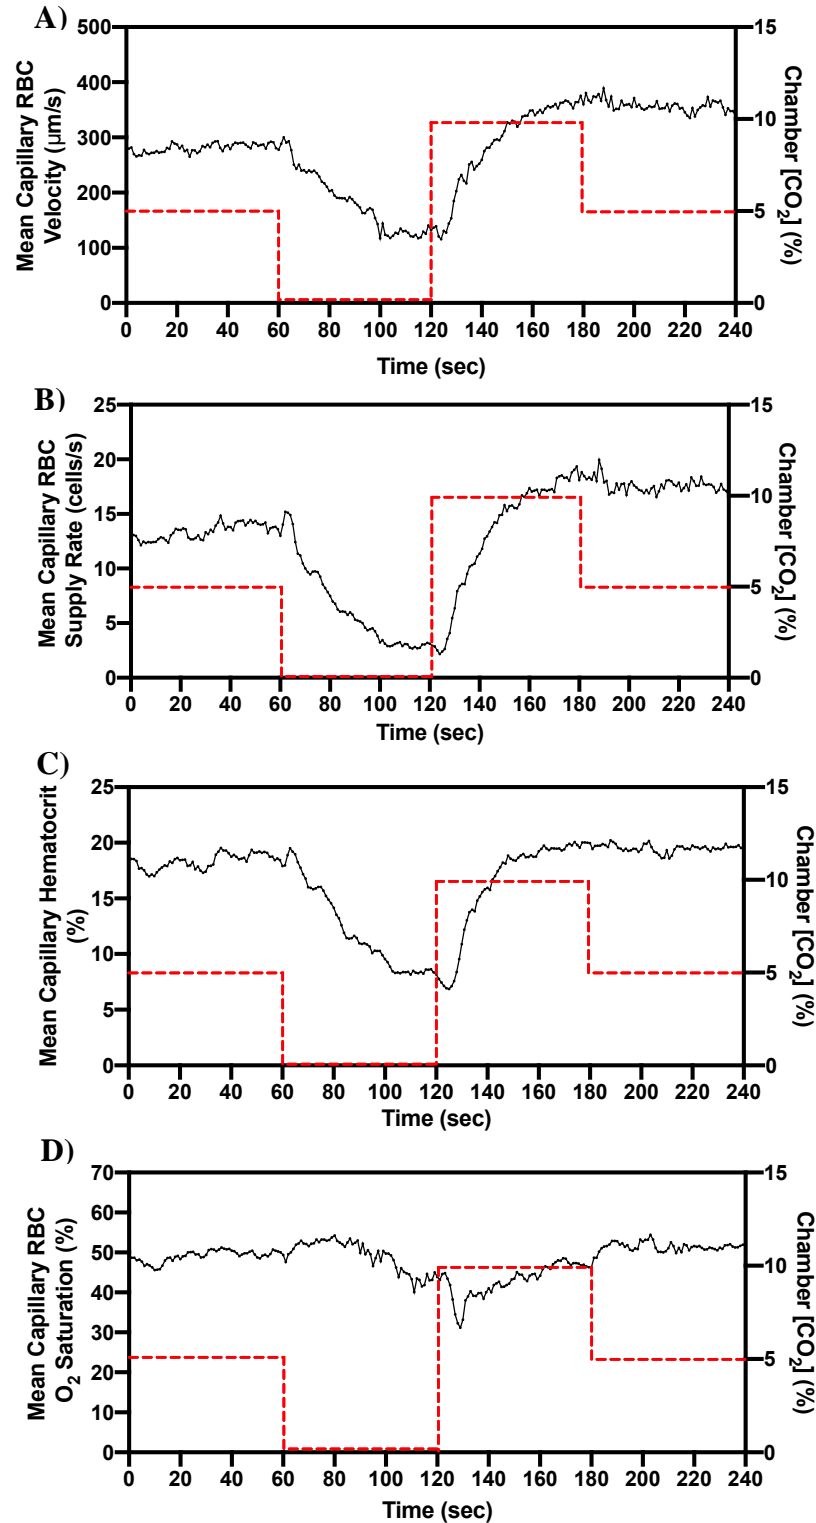 A)
Mean Capillary RBC
Velocity (µm/s)
500
400
300
200
100
0
15
10
5
0
Chamber [CO₂] (%)
0 20 40 60 80 100 120 140 160 180 200 220 240
Time (sec)
B)
Mean Capillary RBC
Supply Rate (cells/s)
25
20
15
10
5
0
15
10
5
0
Chamber [CO₂] (%)
0 20 40 60 80 100 120 140 160 180 200 220 240
Time (sec)
C)
Mean Capillary Hematocrit
(%)
25
20
15
10
5
0
15
10
5
0
Chamber [CO₂] (%)
0 20 40 60 80 100 120 140 160 180 200 220 240
Time (sec)
D)
Mean Capillary RBC
O₂ Saturation (%)
70
60
50
40
30
20
10
0
15
10
5
0
Chamber [CO₂] (%)
0 20 40 60 80 100 120 140 160 180 200 220 240
Time (sec)